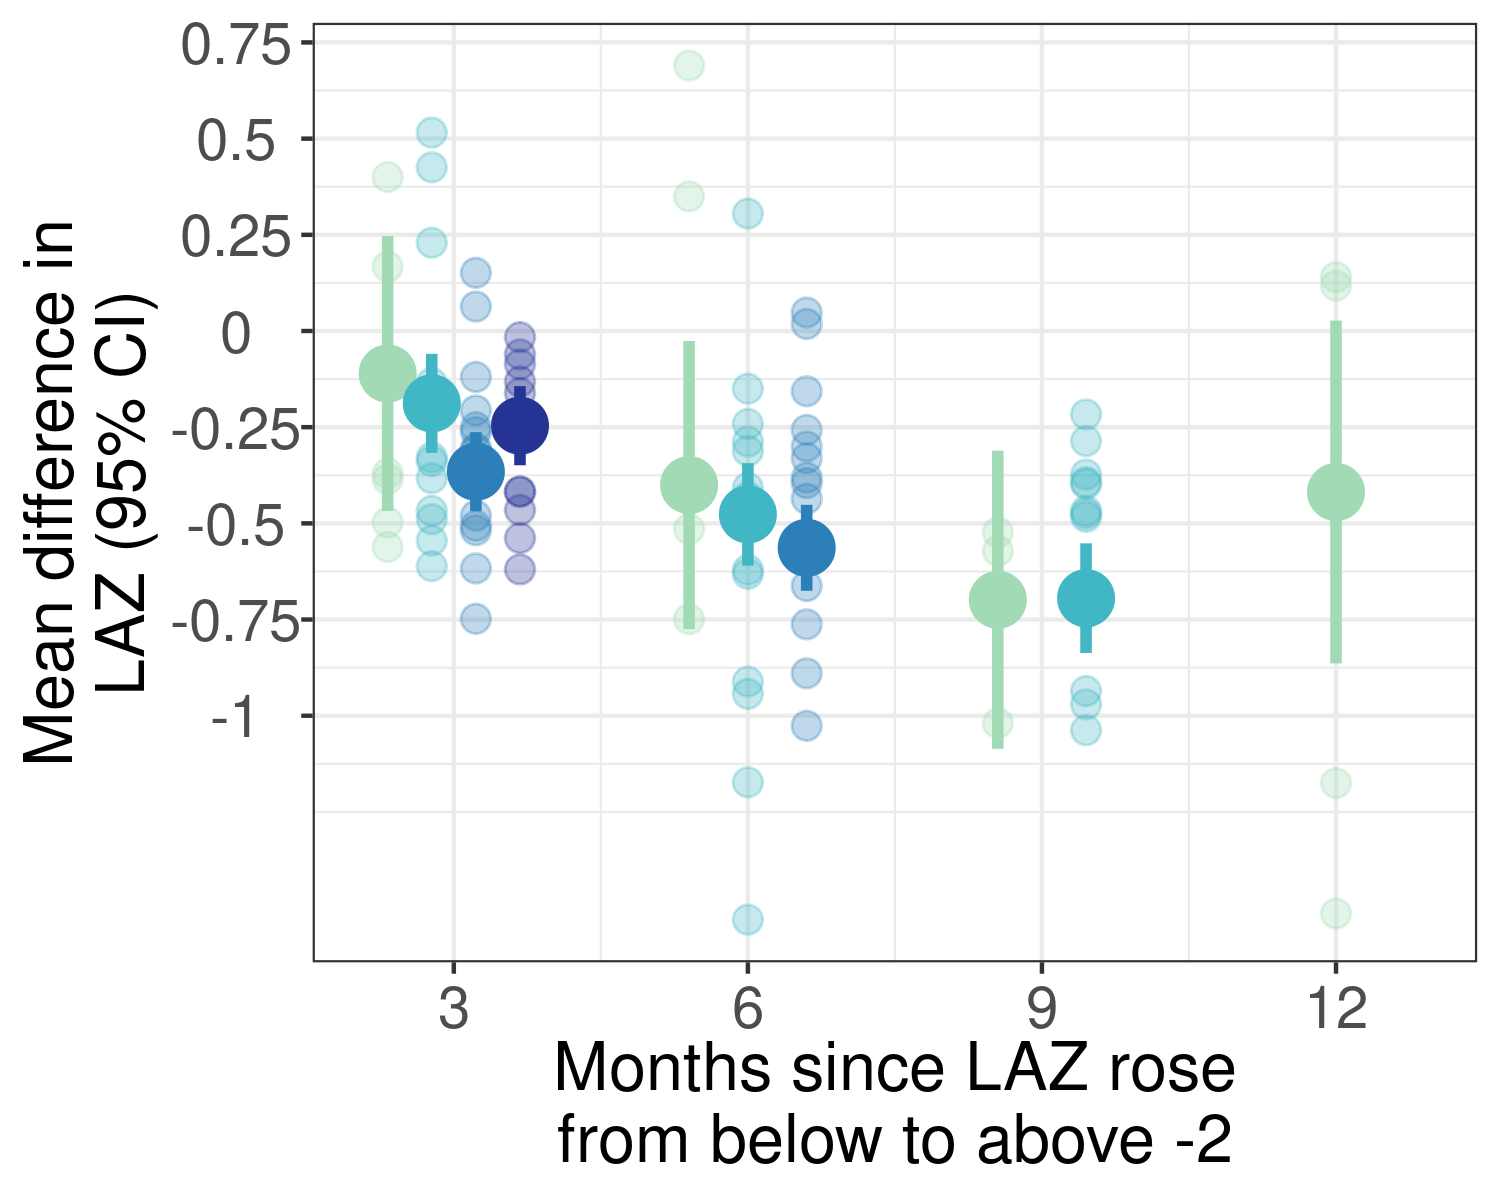 Mean difference in
LAZ (95% CI)
0.75
0.5
0.25
0
-0.25
-0.5
-0.75
-1
3 6 9 12
Months since LAZ rose
from below to above -2